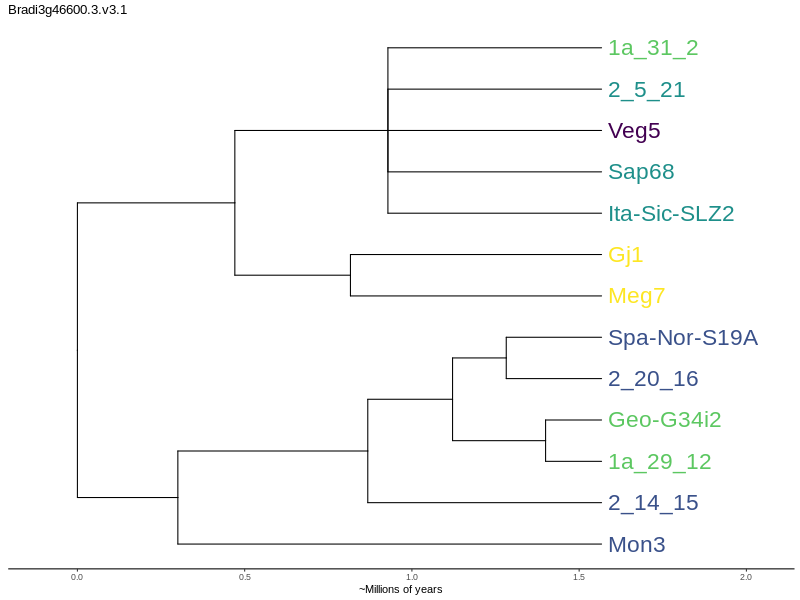 Bradi3g46600.3.v3.1
1a_31_2
2_5_21
Veg5
Sap68
Ita-Sic-SLZ2
Gj1
Meg7
Spa-Nor-S19A
2_20_16
Geo-G34i2
1a_29_12
2_14_15
Mon3
0.0 0.5 1.0 1.5 2.0
~Millions of years